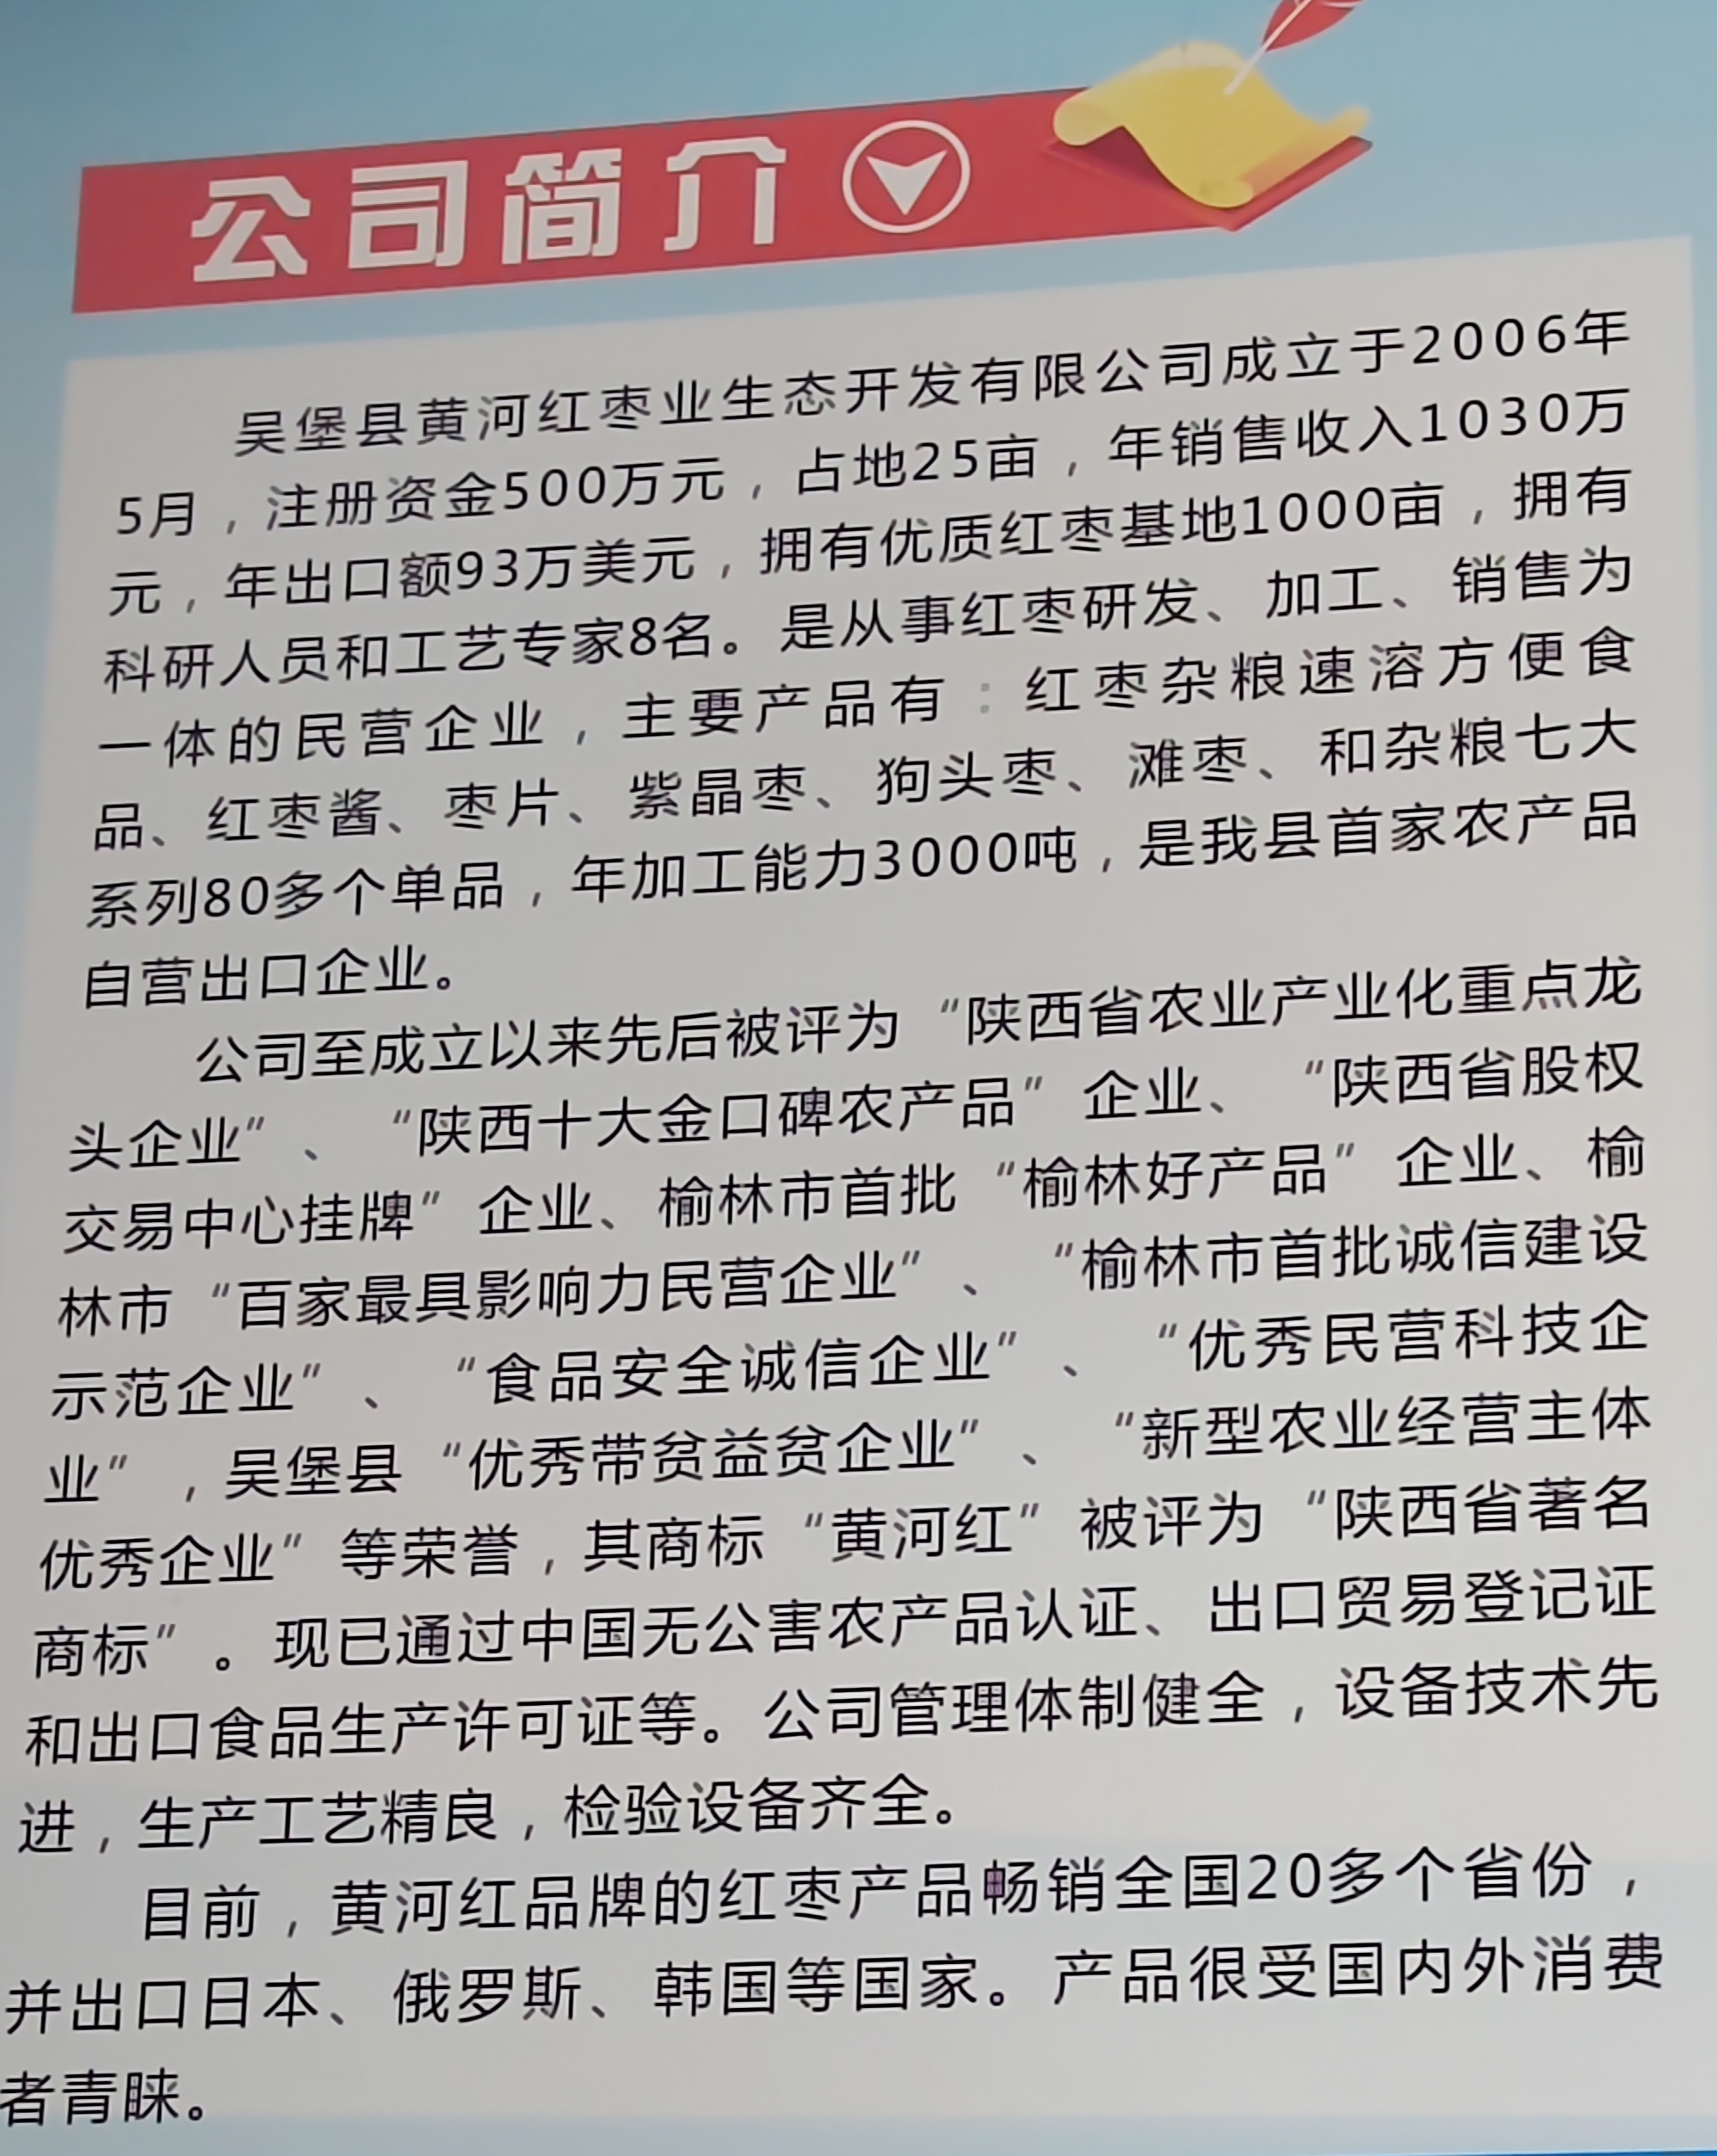 公司简介
吴堡县黄河红枣业生态开发有限公司成立于2006年
5月，注册资金500万元，占地25亩，年销售收入1030万
元，年出口额93万美元，拥有优质红枣基地1000亩，拥有
科研人员和工艺专家8名。是从事红枣研发、加工、销售为
一体的民营企业，主要产品有：红枣杂粮速溶方便食
品、红枣酱、枣片、紫晶枣、狗头枣、滩枣、和杂粮七大
系列80多个单品，年加工能力3000吨，是我县首家农产品
自营出口企业。
公司至成立以来先后被评为“陕西省农业产业化重点龙
头企业”、“陕西十大金口碑农产品”企业、“陕西省股权
交易中心挂牌”企业、榆林市首批“榆林好产品”企业、榆
林市“百家最具影响力民营企业”、“榆林市首批诚信建设
示范企业”、“食品安全诚信企业”、“优秀民营科技企
业”，吴堡县“优秀带贫益贫企业”、“新型农业经营主体
优秀企业”等荣誉，其商标“黄河红”被评为“陕西省著名
商标”。现已通过中国无公害农产品认证、出口贸易登记证
和出口食品生产许可证等。公司管理体制健全，设备技术先
进，生产工艺精良，检验设备齐全。
目前，黄河红品牌的红枣产品畅销全国20多个省份，
并出口日本、俄罗斯、韩国等国家。产品很受国内外消费
者青睐。